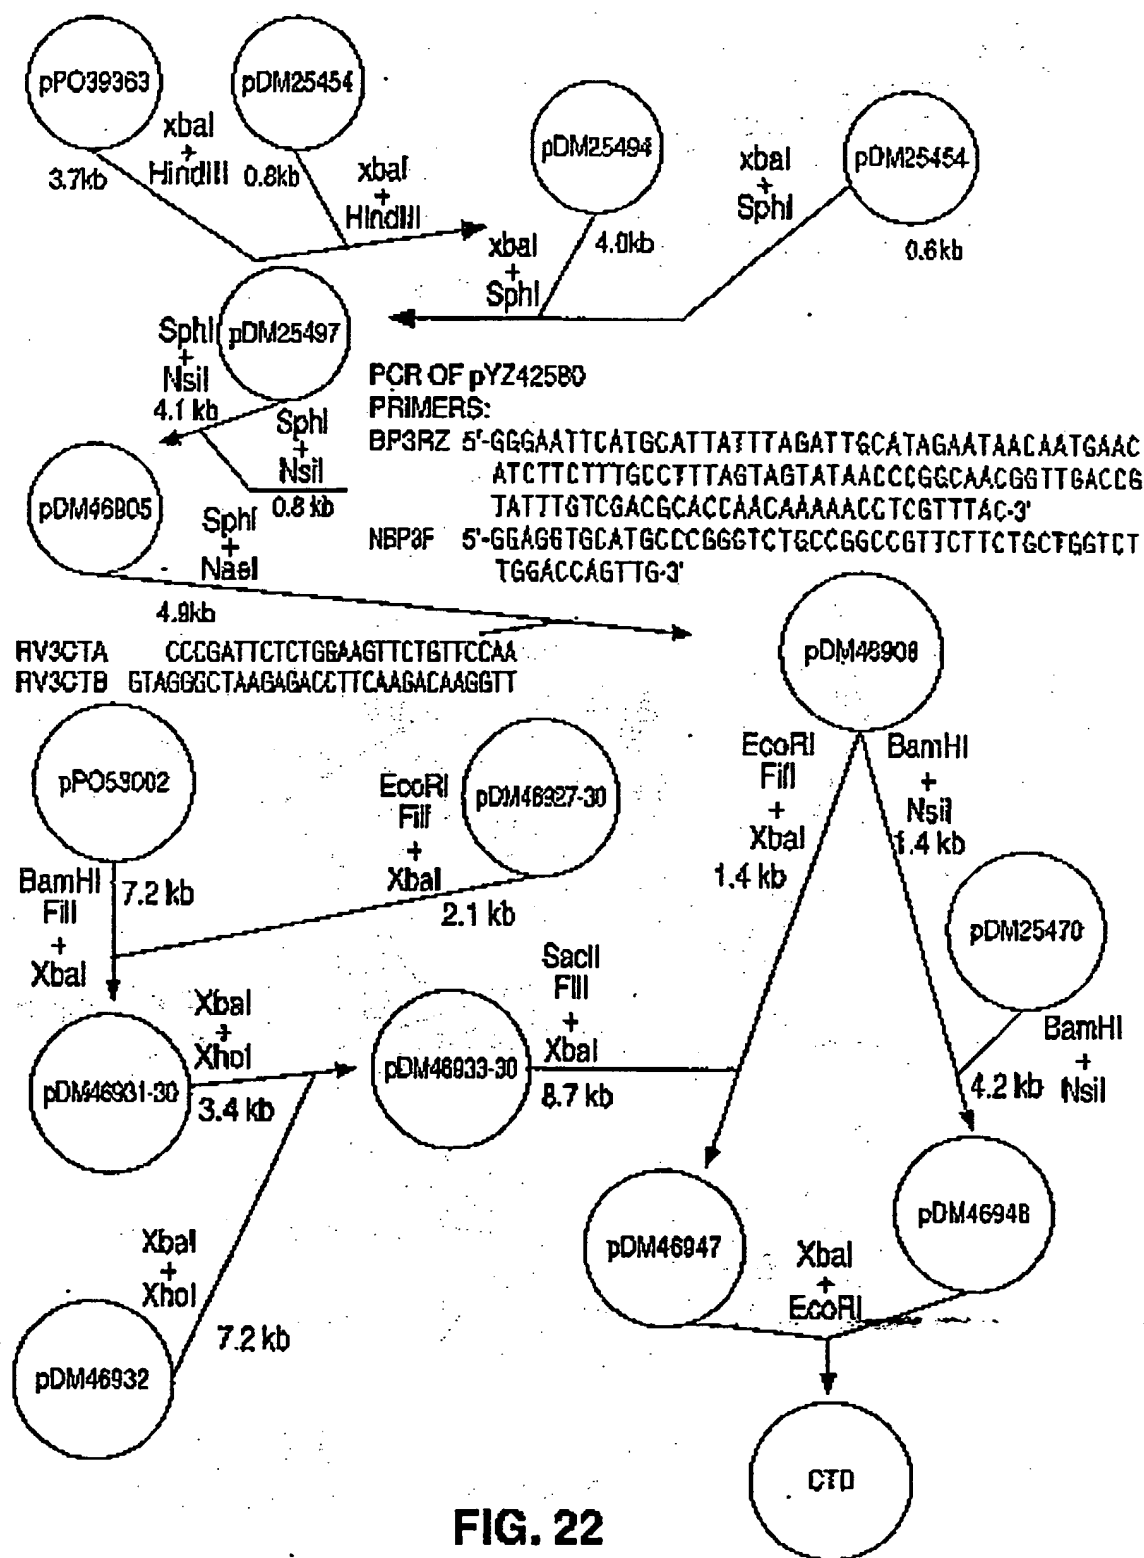 pPO39363
pDM25454
xbaI
+
HindIII
3.7kb
0.8kb
xbaI
+
HindIII
pDM25494
xbaI
+
SphI
pDM25454
4.0kb
0.6kb
xbaI
+
SphI
pDM25497
SphI
+
NsiI
4.1 kb
SphI
+
NsiI
0.8 kb
PCR OF pYZ42580
PRIMERS:
BP3RZ 5'-GGGAATTCATGCATTATTTAGATTGCATAGAATAACAATGAAC
ATCTTCTTTGCCTTTAGTAGTATAACCCGGCAACGGTTGACCG
TATTTGTCGACGCACCAACAAAAACCTCGTTTAC-3'
NBP3F 5'-GGAGGTGCATGCCCGGGTCTGCCGGCCGTTCTTCTGCTGGTCT
TGGACCAGTTG-3'
pDM46905
SphI
+
NaeI
4.9kb
RV3CTA CCCGATTCTCTGGAAGTTCTGTTCCAA
RV3CTB GTAGGGCTAAGAGACCTTCAAGACAAGGTT
pDM46908
pPO53002
EcoRI
Fill
+
XbaI
pDM46927-30
2.1 kb
BamHI
Fill
+
XbaI
7.2 kb
EcoRI
Fill
+
XbaI
1.4 kb
BamHI
+
NsiI
1.4 kb
pDM25470
BamHI
+
NsiI
4.2 kb
pDM46931-30
XbaI
+
XhoI
3.4 kb
pDM46933-30
SacII
Fill
+
XbaI
8.7 kb
XbaI
+
XhoI
7.2 kb
pDM46932
pDM46947
pDM46948
XbaI
+
EcoRI
CTD
FIG. 22